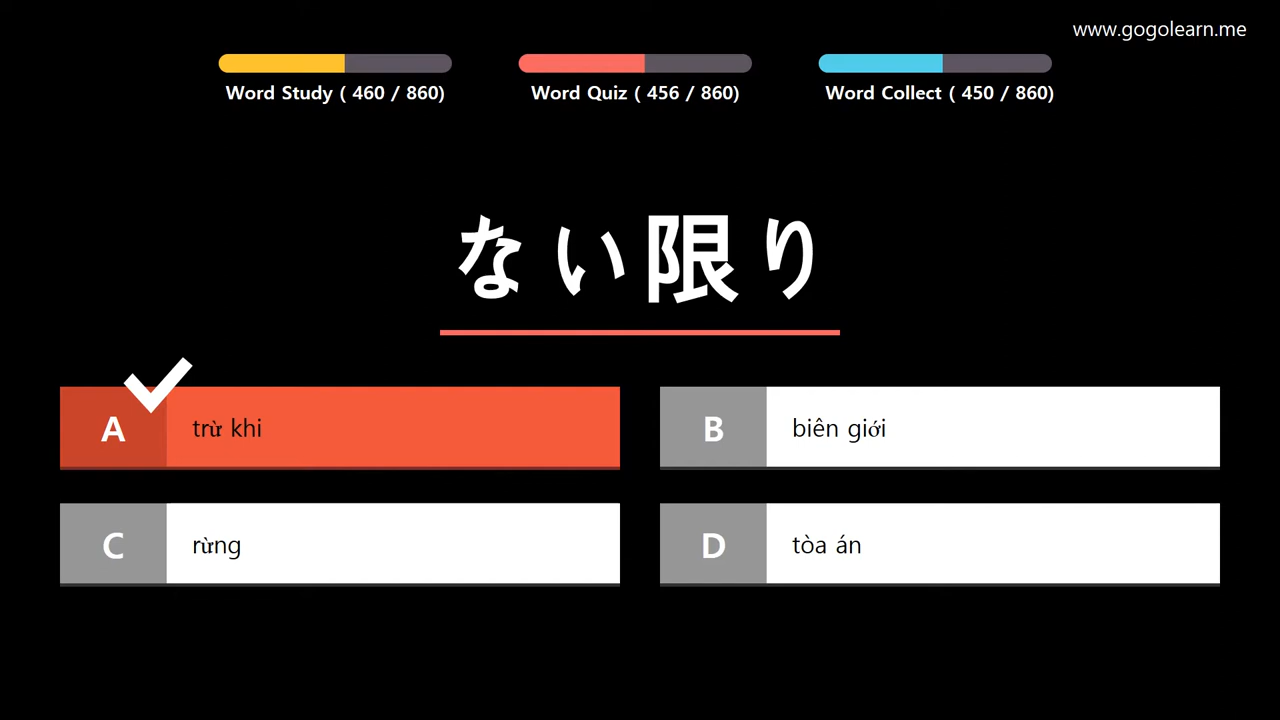 www.gogolearn.me
Word Study ( 460 / 860)
Word Quiz ( 456 / 860)
Word Collect ( 450 / 860)
ない限り
A trừ khi
B biên giới
C rừng
D tòa án